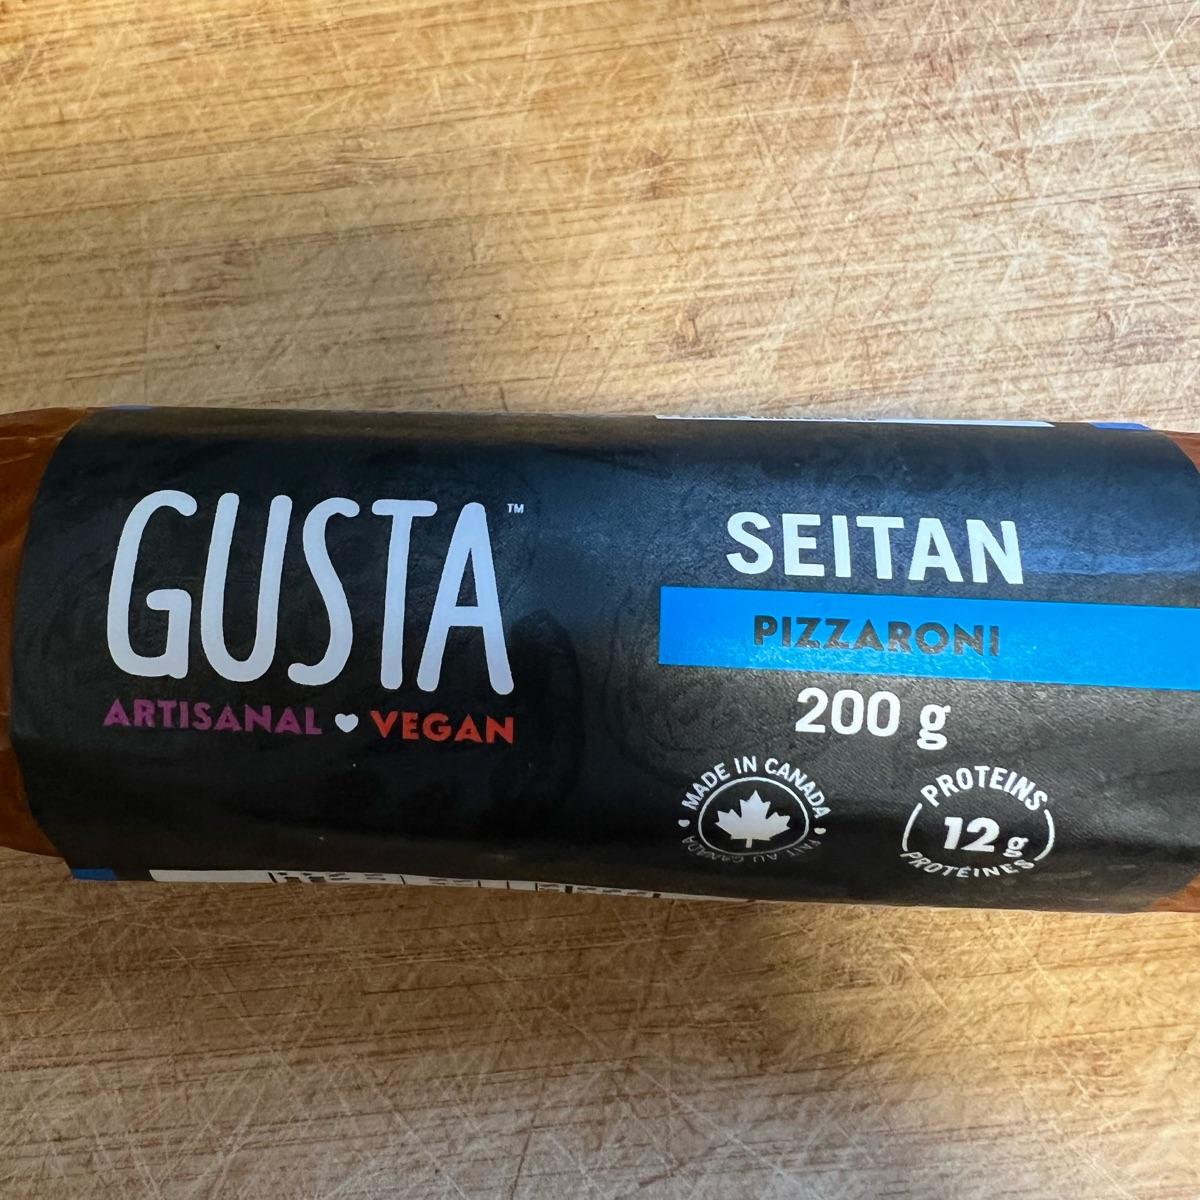 GUSTA™
ARTISANAL VEGAN
SEITAN
PIZZARONI
200 g
MADE IN CANADA
FAIT AU CANADA
PROTEINS
12 g
PROTÉINES